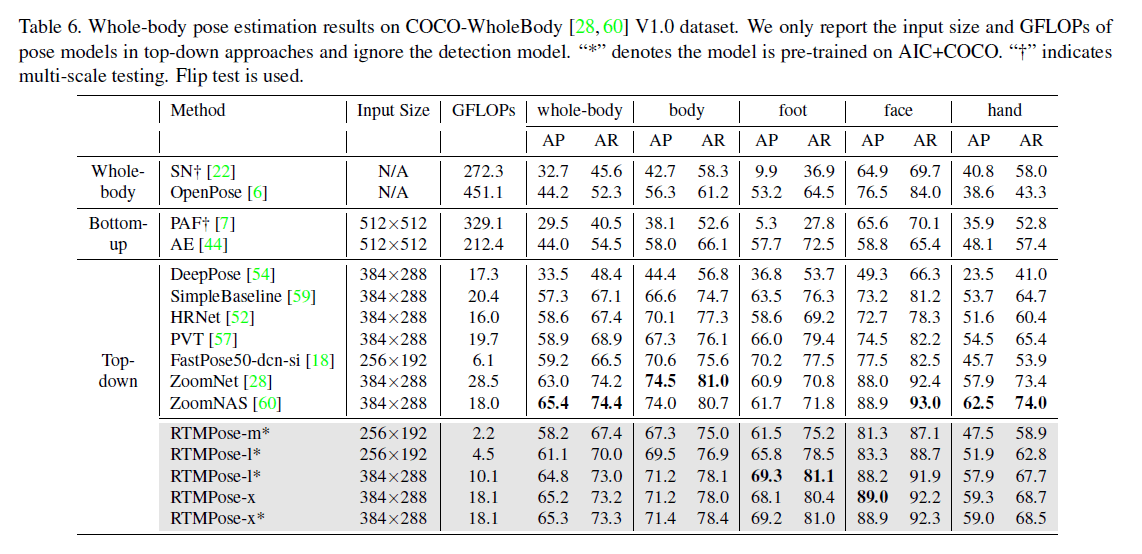 Table 6. Whole-body pose estimation results on COCO-WholeBody [28, 60] V1.0 dataset. We only report the input size and GFLOPs of
pose models in top-down approaches and ignore the detection model. “*” denotes the model is pre-trained on AIC+COCO. “†” indicates
multi-scale testing. Flip test is used.
Method Input Size GFLOPs whole-body body foot face hand
AP AR AP AR AP AR AP AR AP AR
Whole- SN† [22] N/A 272.3 32.7 45.6 42.7 58.3 9.9 36.9 64.9 69.7 40.8 58.0
body OpenPose [6] N/A 451.1 44.2 52.3 56.3 61.2 53.2 64.5 76.5 84.0 38.6 43.3
Bottom- PAF† [7] 512×512 329.1 29.5 40.5 38.1 52.6 5.3 27.8 65.6 70.1 35.9 52.8
up AE [44] 512×512 212.4 44.0 54.5 58.0 66.1 57.7 72.5 58.8 65.4 48.1 57.4
DeepPose [54] 384×288 17.3 33.5 48.4 44.4 56.8 36.8 53.7 49.3 66.3 23.5 41.0
SimpleBaseline [59] 384×288 20.4 57.3 67.1 66.6 74.7 63.5 76.3 73.2 81.2 53.7 64.7
HRNet [52] 384×288 16.0 58.6 67.4 70.1 77.3 58.6 69.2 72.7 78.3 51.6 60.4
PVT [57] 384×288 19.7 58.9 68.9 67.3 76.1 66.0 79.4 74.5 82.2 54.5 65.4
Top- FastPose50-dcn-si [18] 256×192 6.1 59.2 66.5 70.6 75.6 70.2 77.5 77.5 82.5 45.7 53.9
down ZoomNet [28] 384×288 28.5 63.0 74.2 74.5 81.0 60.9 70.8 88.0 92.4 57.9 73.4
ZoomNAS [60] 384×288 18.0 65.4 74.4 74.0 80.7 61.7 71.8 88.9 93.0 62.5 74.0
RTMPose-m* 256×192 2.2 58.2 67.4 67.3 75.0 61.5 75.2 81.3 87.1 47.5 58.9
RTMPose-l* 256×192 4.5 61.1 70.0 69.5 76.9 65.8 78.5 83.3 88.7 51.9 62.8
RTMPose-l* 384×288 10.1 64.8 73.0 71.2 78.1 69.3 81.1 88.2 91.9 57.9 67.7
RTMPose-x 384×288 18.1 65.2 73.2 71.2 78.0 68.1 80.4 89.0 92.2 59.3 68.7
RTMPose-x* 384×288 18.1 65.3 73.3 71.4 78.4 69.2 81.0 88.9 92.3 59.0 68.5